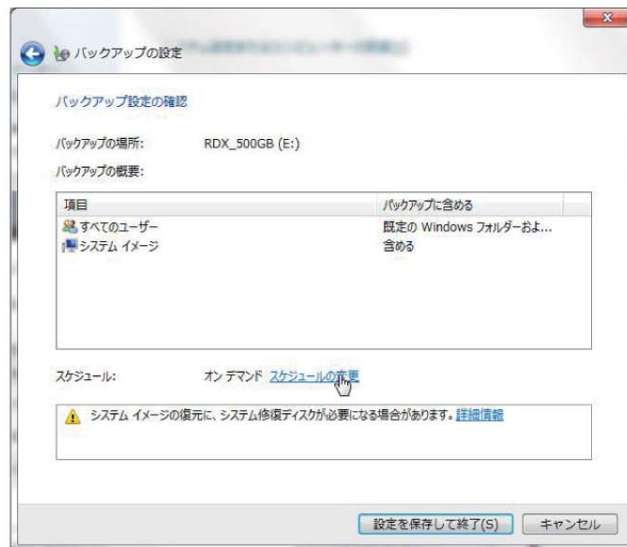 バックアップの設定
バックアップ設定の確認
バックアップの場所: RDX_500GB (E:)
バックアップの概要:
項目 バックアップに含める
すべてのユーザー 既定の Windows フォルダーおよ...
システム イメージ 含める
スケジュール: オン デマンド スケジュールの変更
システム イメージの復元に、システム修復ディスクが必要になる場合があります。 詳細情報
設定を保存して終了(S) キャンセル